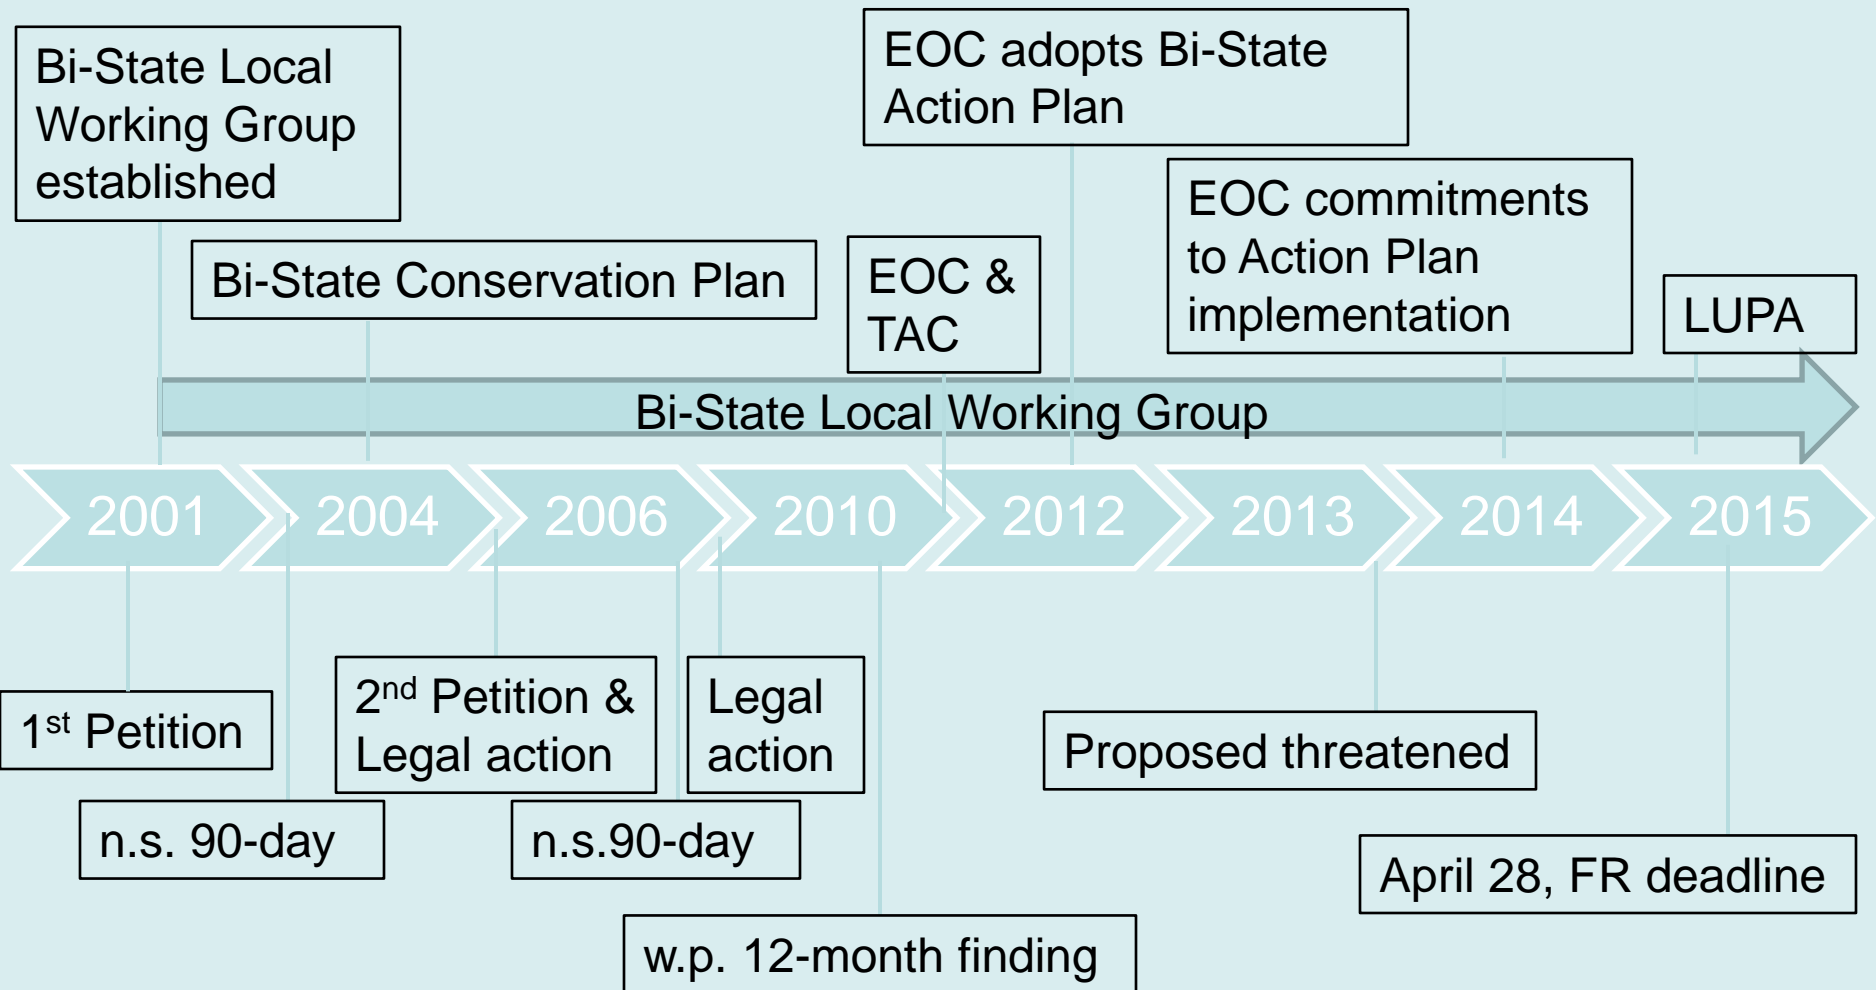 Bi-State Local
Working Group
established
EOC adopts Bi-State
Action Plan
Bi-State Conservation Plan
EOC &
TAC
EOC commitments
to Action Plan
implementation
LUPA
Bi-State Local Working Group
2001
2004
2006
2010
2012
2013
2014
2015
1st Petition
2nd Petition &
Legal action
Legal
action
Proposed threatened
n.s. 90-day
n.s.90-day
April 28, FR deadline
w.p. 12-month finding